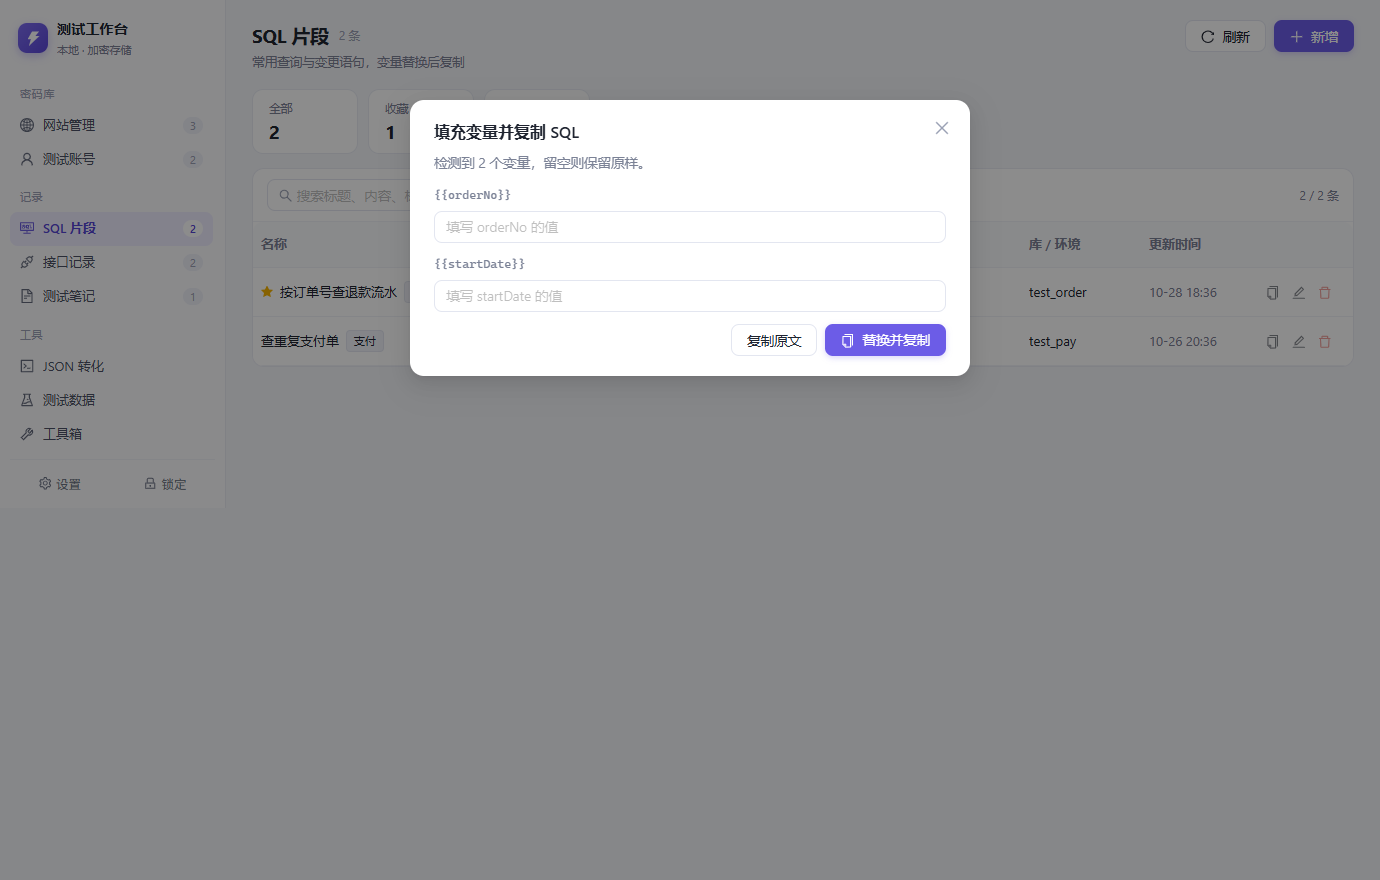 测试工作台
本地 · 加密存储
密码库
网站管理 3
测试账号 2
记录
SQL 片段 2
接口记录 2
测试笔记 1
工具
JSON 转化
测试数据
工具箱
设置 锁定
SQL 片段 2 条
常用查询与变更语句，变量替换后复制
刷新 新增
全部
2
收藏
1
搜索标题、内容、
2 / 2 条
名称 库 / 环境 更新时间
按订单号查退款流水 test_order 10-28 18:36
查重复支付单 支付 test_pay 10-26 20:36
填充变量并复制 SQL
检测到 2 个变量，留空则保留原样。
{{orderNo}}
填写 orderNo 的值
{{startDate}}
填写 startDate 的值
复制原文 替换并复制